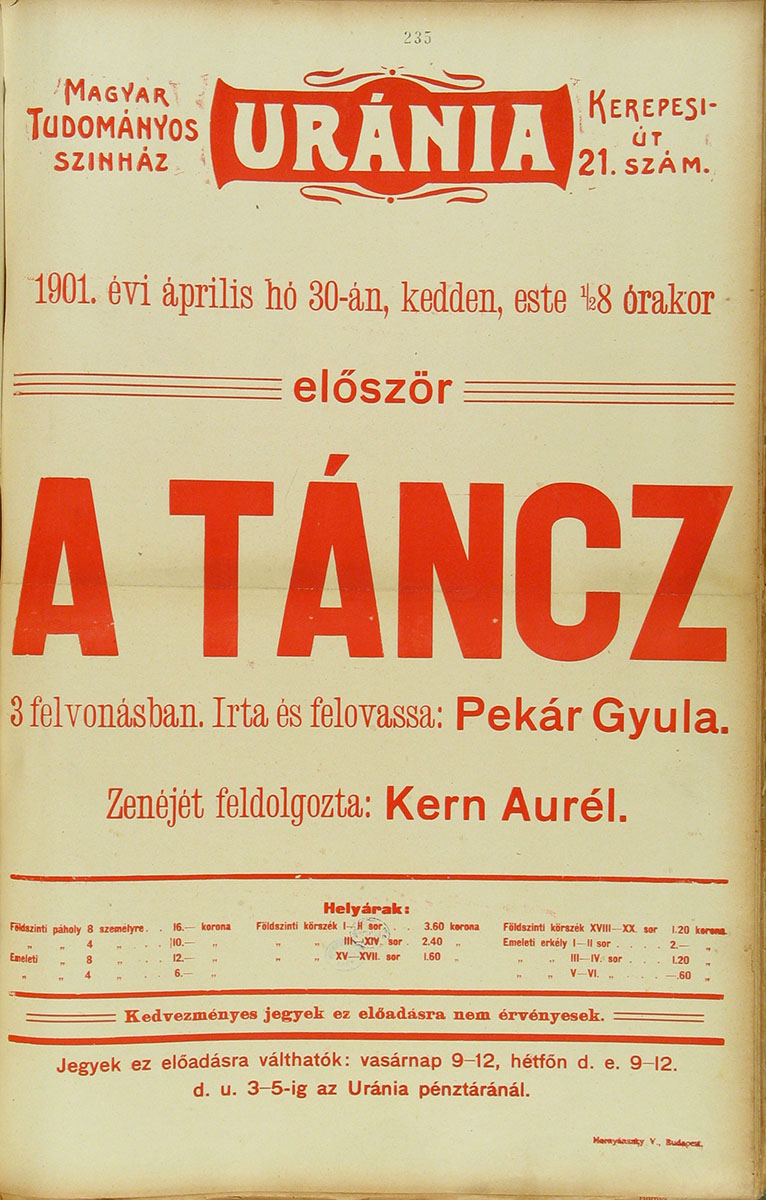 235
MAGYAR
TUDOMÁNYOS
SZINHÁZ
URÁNIA
KEREPESI-
ÚT
21. SZÁM.
1901. évi április hó 30-án, kedden, este ½8 órakor
először
A TÁNCZ
3 felvonásban. Irta és felovassa: Pekár Gyula.
Zenéjét feldolgozta: Kern Aurél.
Helyárak:
Földszinti páholy 8 személyre . . 16.— korona
„ „ 4 „ . . 10.— „
Emeleti „ 8 „ . . 12.— „
„ „ 4 „ . . 6.— „
Földszinti körszék I—II sor . . . 3.60 korona
„ „ III—XIV. sor . 2.40 „
„ „ XV—XVII. sor 1.60 „
Földszinti körszék XVIII—XX. sor 1.20 korona
Emeleti erkély I—II sor . . . . 2.— „
„ „ III—IV. sor . . . 1.20 „
„ „ V—VI. „ . . . —.60 „
Kedvezményes jegyek ez előadásra nem érvényesek.
Jegyek ez előadásra válthatók: vasárnap 9—12, hétfőn d. e. 9—12.
d. u. 3—5-ig az Uránia pénztáránál.
Hornyánszky V., Budapest.